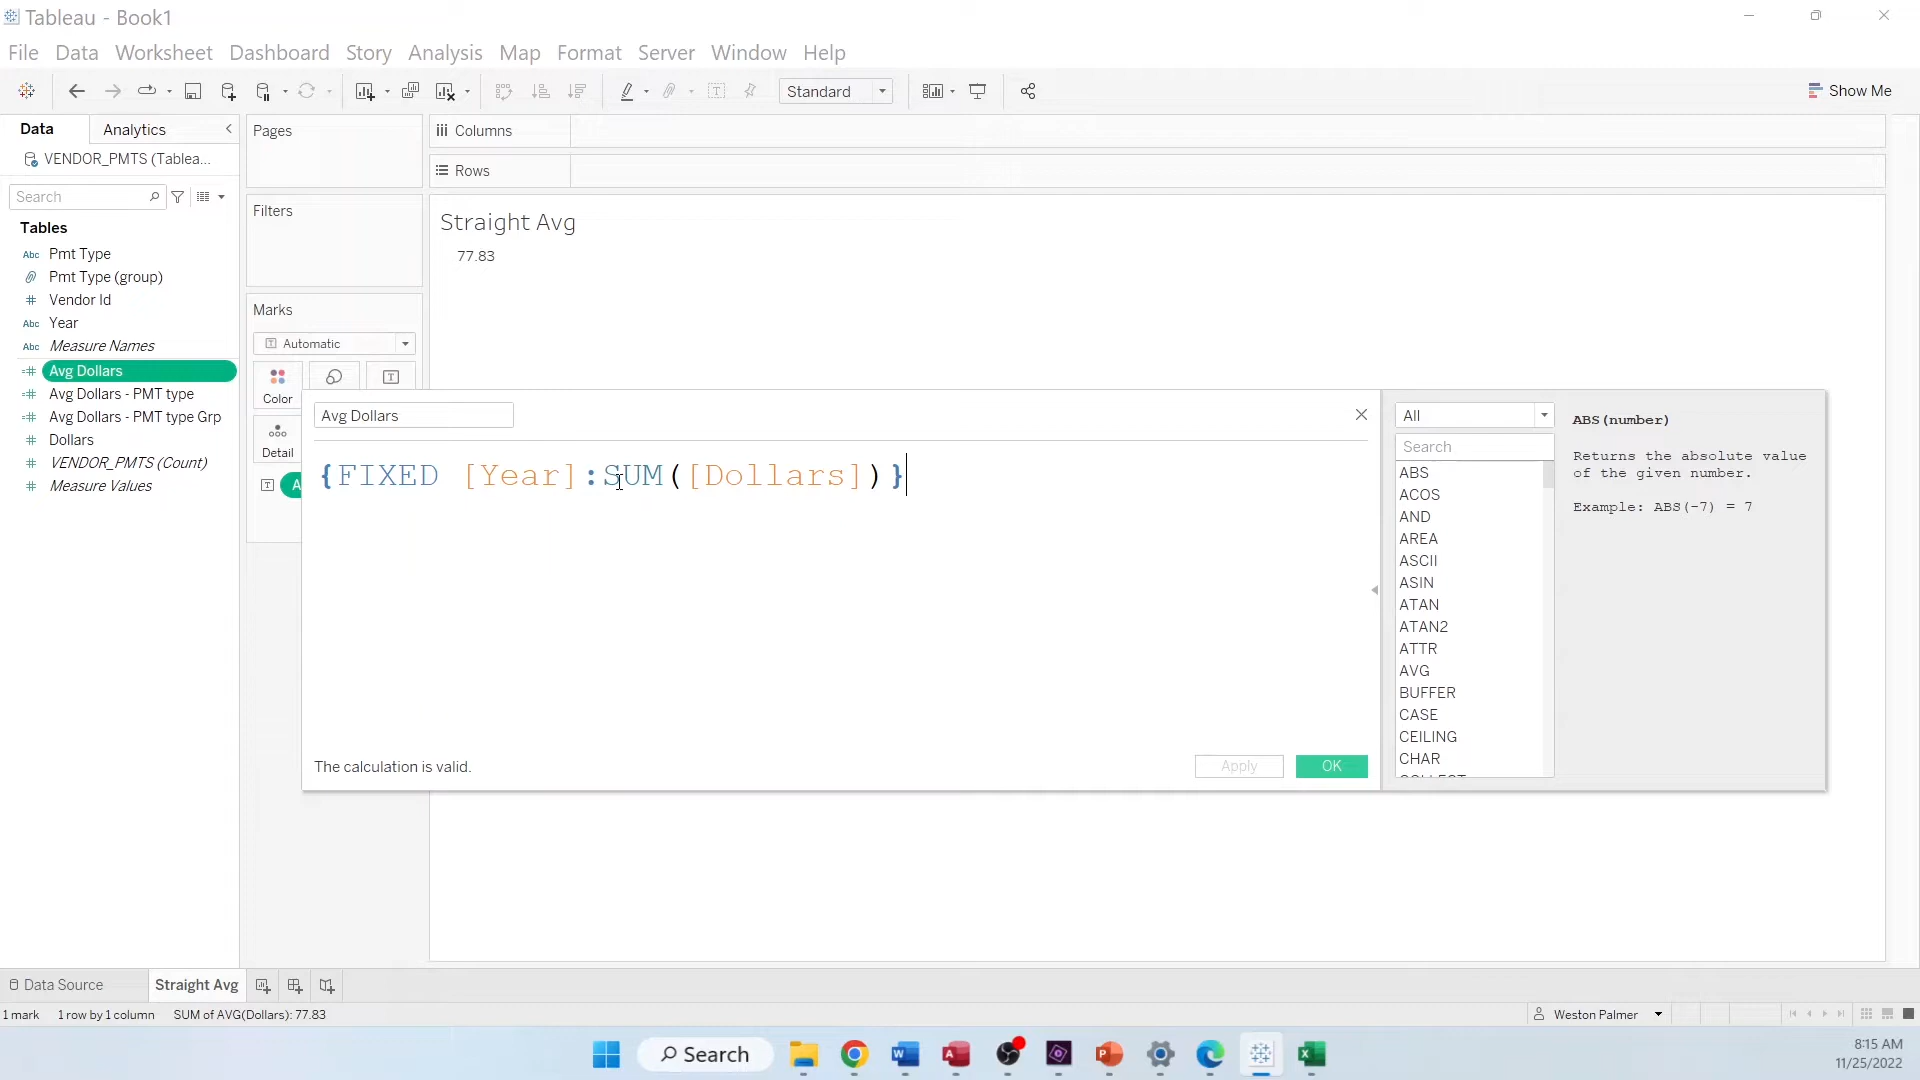 Tableau - Book1
File Data Worksheet Dashboard Story Analysis Map Format Server Window Help
Standard
Show Me
Data Analytics
Pages
Columns
VENDOR_PMTS (Tablea...
Rows
Search
Filters
Tables
Straight Avg
77.83
Abc Pmt Type
Pmt Type (group)
# Vendor Id
Abc Year
Abc Measure Names
Marks
Automatic
Color
Detail
=# Avg Dollars
=# Avg Dollars - PMT type
=# Avg Dollars - PMT type Grp
# Dollars
# VENDOR_PMTS (Count)
# Measure Values
Avg Dollars
{FIXED [Year]:SUM([Dollars])}
The calculation is valid.
Apply OK
All
Search
ABS
ACOS
AND
AREA
ASCII
ASIN
ATAN
ATAN2
ATTR
AVG
BUFFER
CASE
CEILING
CHAR
COLLECT
ABS(number)
Returns the absolute value
of the given number.
Example: ABS(-7) = 7
Data Source Straight Avg
1 mark 1 row by 1 column SUM of AVG(Dollars): 77.83
Weston Palmer
Search
8:15 AM
11/25/2022